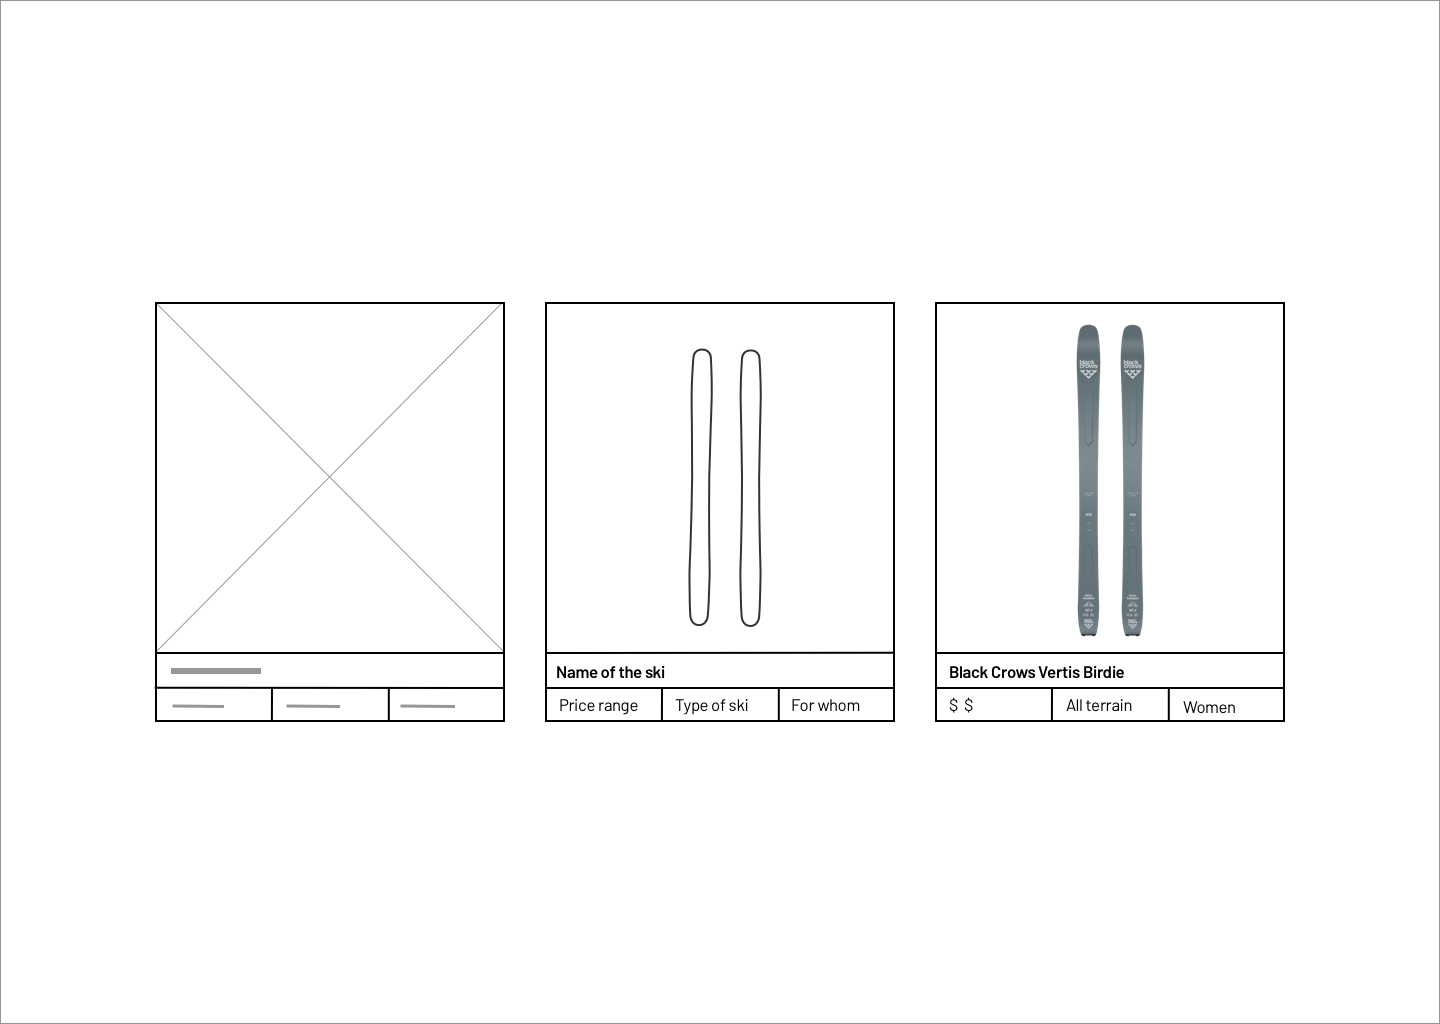 Name of the ski
Price range
Type of ski
For whom
black
crows
black
crows
Black Crows Vertis Birdie
$ $
All terrain
Women